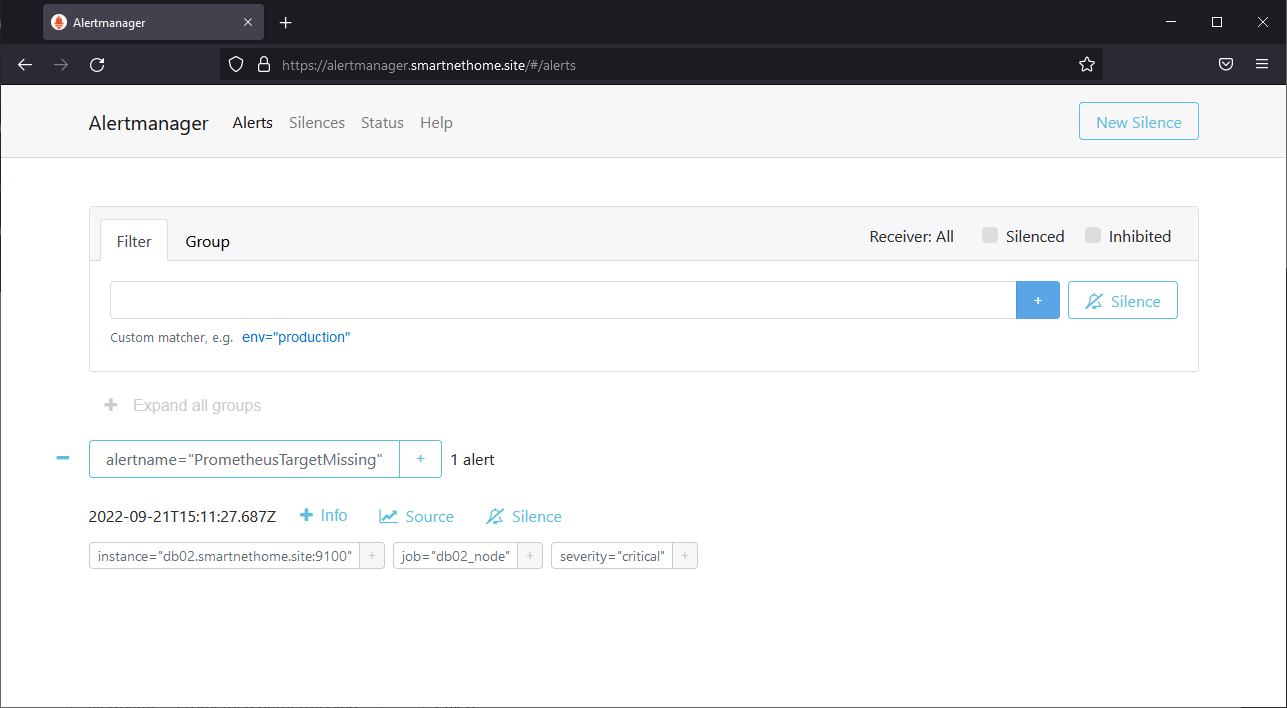 Alertmanager
https://alertmanager.smartnethome.site/#/alerts
Alertmanager Alerts Silences Status Help New Silence
Filter Group Receiver: All Silenced Inhibited
+ Silence
Custom matcher, e.g. env="production"
+ Expand all groups
− alertname="PrometheusTargetMissing" + 1 alert
2022-09-21T15:11:27.687Z + Info Source Silence
instance="db02.smartnethome.site:9100" + job="db02_node" + severity="critical" +